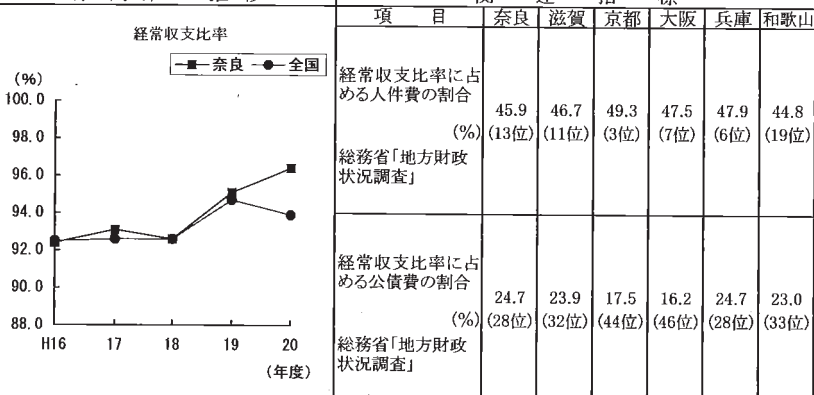 関連指標
経常収支比率
奈良 全国
(%)
100.0
98.0
96.0
94.0
92.0
90.0
88.0
H16 17 18 19 20
(年度)
項目 奈良 滋賀 京都 大阪 兵庫 和歌山
経常収支比率に占
める人件費の割合
45.9 46.7 49.3 47.5 47.9 44.8
(%) (13位) (11位) (3位) (7位) (6位) (19位)
総務省「地方財政
状況調査」
経常収支比率に占
める公債費の割合
24.7 23.9 17.5 16.2 24.7 23.0
(%) (28位) (32位) (44位) (46位) (28位) (33位)
総務省「地方財政
状況調査」